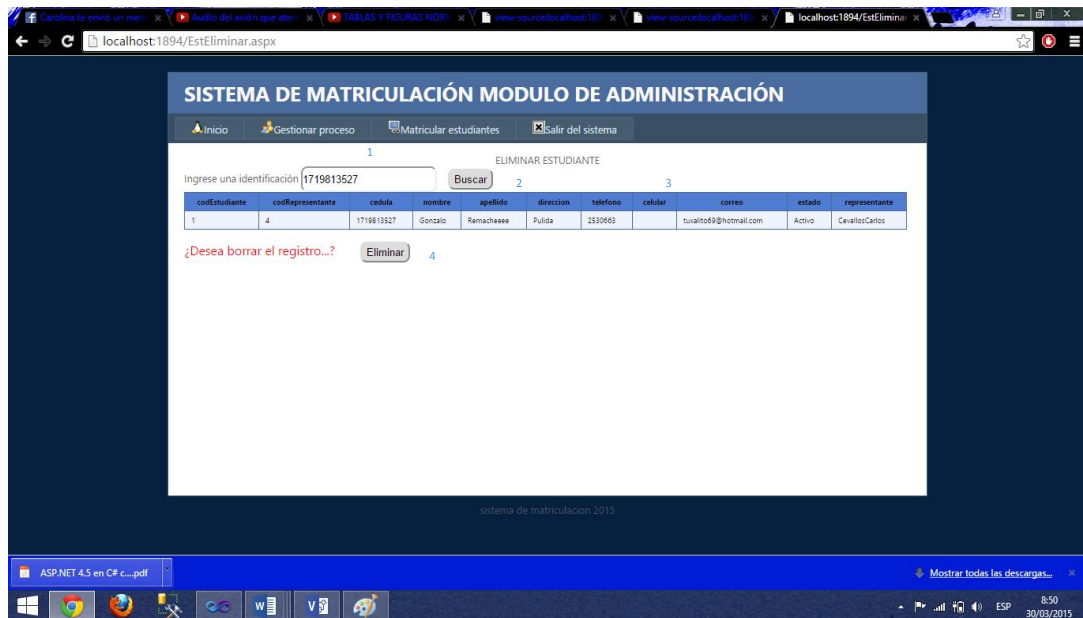 Carolina te envió un men
Audio del avión que ater
TABLAS Y FIGURAS NOR
view-source:localhost:18
view-source:localhost:18
localhost:1894/EstElimina
localhost:1894/EstEliminar.aspx
SISTEMA DE MATRICULACIÓN MODULO DE ADMINISTRACIÓN
Inicio Gestionar proceso Matricular estudiantes Salir del sistema
1
ELIMINAR ESTUDIANTE
Ingrese una identificación 1719813527 Buscar 2 3
codEstudiante codRepresentante cedula nombre apellido direccion telefono celular correo estado representante
1 4 1719813527 Gonzalo Remacheeee Pulida 2530663 tuxalito69@hotmail.com Activo CevallosCarlos
¿Desea borrar el registro...? Eliminar 4
sistema de matriculacion 2015
ASP.NET 4.5 en C# c....pdf
Mostrar todas las descargas...
ESP
8:50
30/03/2015